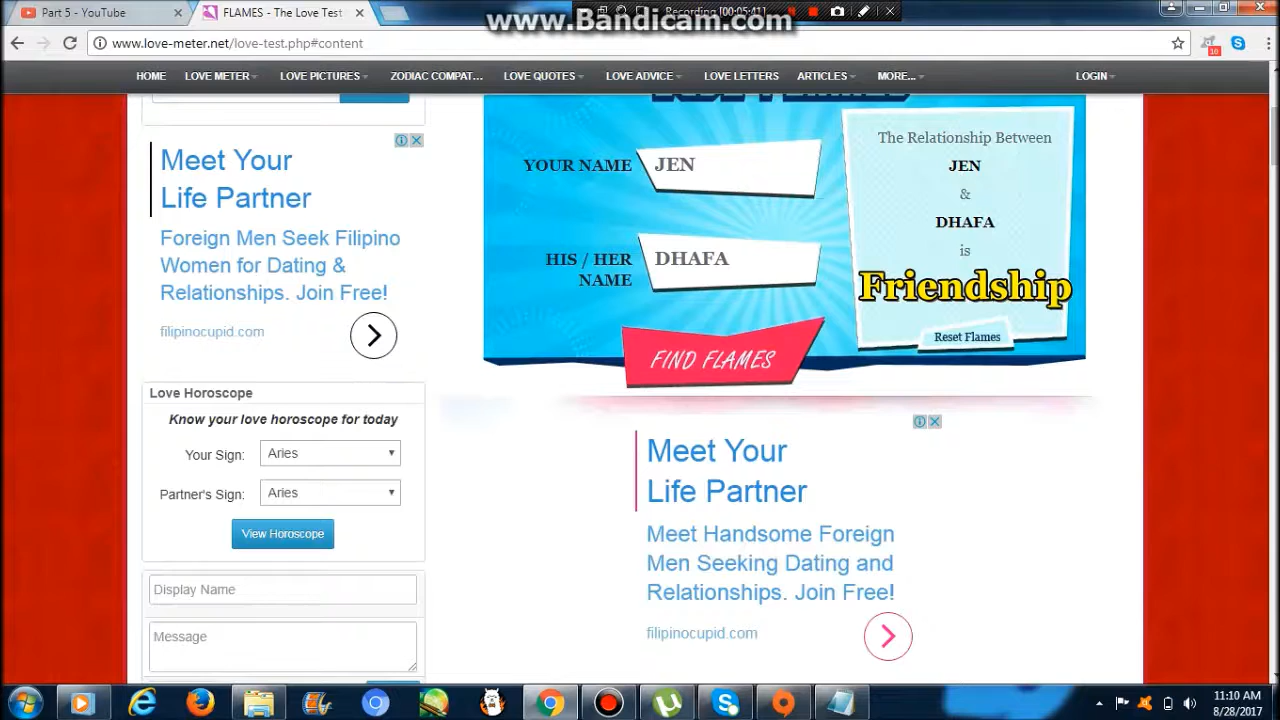 Part 5 - YouTube
FLAMES - The Love Test
Recording [00:05:41]
www.Bandicam.com
www.love-meter.net/love-test.php#content
10
HOME
LOVE METER
LOVE PICTURES
ZODIAC COMPAT...
LOVE QUOTES
LOVE ADVICE
LOVE LETTERS
ARTICLES
MORE...
LOGIN
Meet Your
Life Partner
Foreign Men Seek Filipino
Women for Dating &
Relationships. Join Free!
filipinocupid.com
YOUR NAME
JEN
HIS / HER
NAME
DHAFA
FIND FLAMES
The Relationship Between
JEN
&
DHAFA
is
Friendship
Reset Flames
Love Horoscope
Know your love horoscope for today
Your Sign:
Aries
Partner's Sign:
Aries
View Horoscope
Display Name
Message
Meet Your
Life Partner
Meet Handsome Foreign
Men Seeking Dating and
Relationships. Join Free!
filipinocupid.com
11:10 AM
8/28/2017